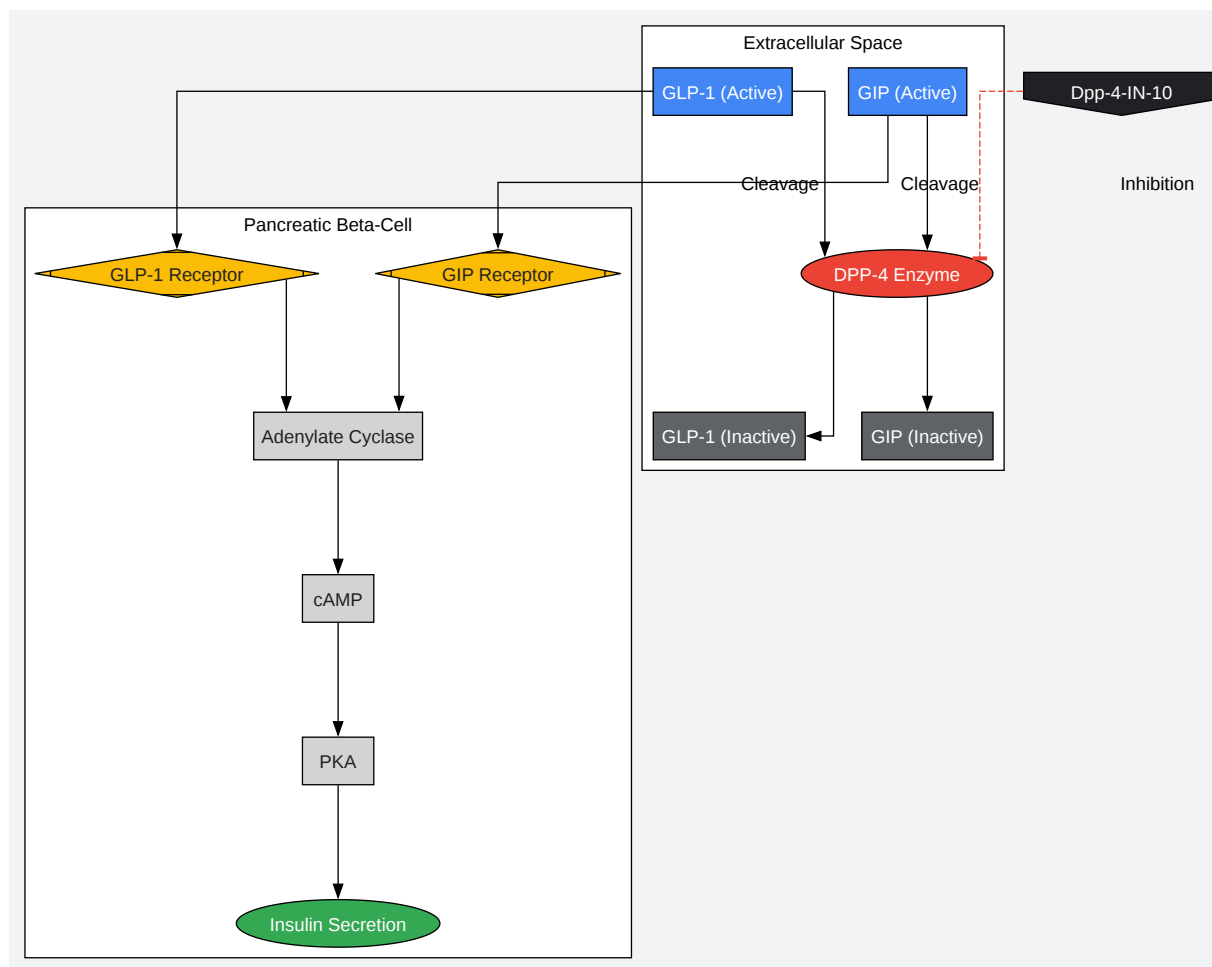 Extracellular Space
GLP-1 (Active)
GIP (Active)
Dpp-4-IN-10
Cleavage
Cleavage
Inhibition
Pancreatic Beta-Cell
GLP-1 Receptor
GIP Receptor
DPP-4 Enzyme
Adenylate Cyclase
GLP-1 (Inactive)
GIP (Inactive)
cAMP
PKA
Insulin Secretion